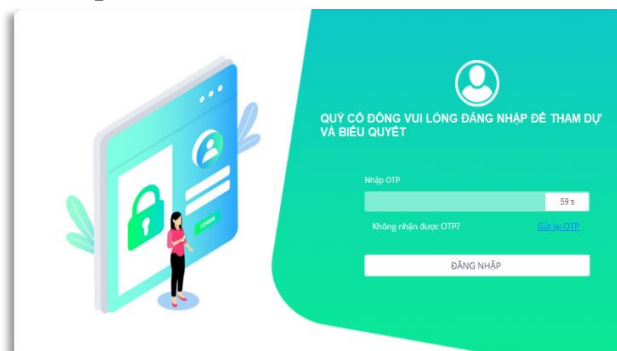 QUÝ CỔ ĐÔNG VUI LÒNG ĐĂNG NHẬP ĐỂ THAM DỰ
VÀ BIỂU QUYẾT
Nhập OTP
59 s
Không nhận được OTP?
Gửi lại OTP
ĐĂNG NHẬP
LOGIN